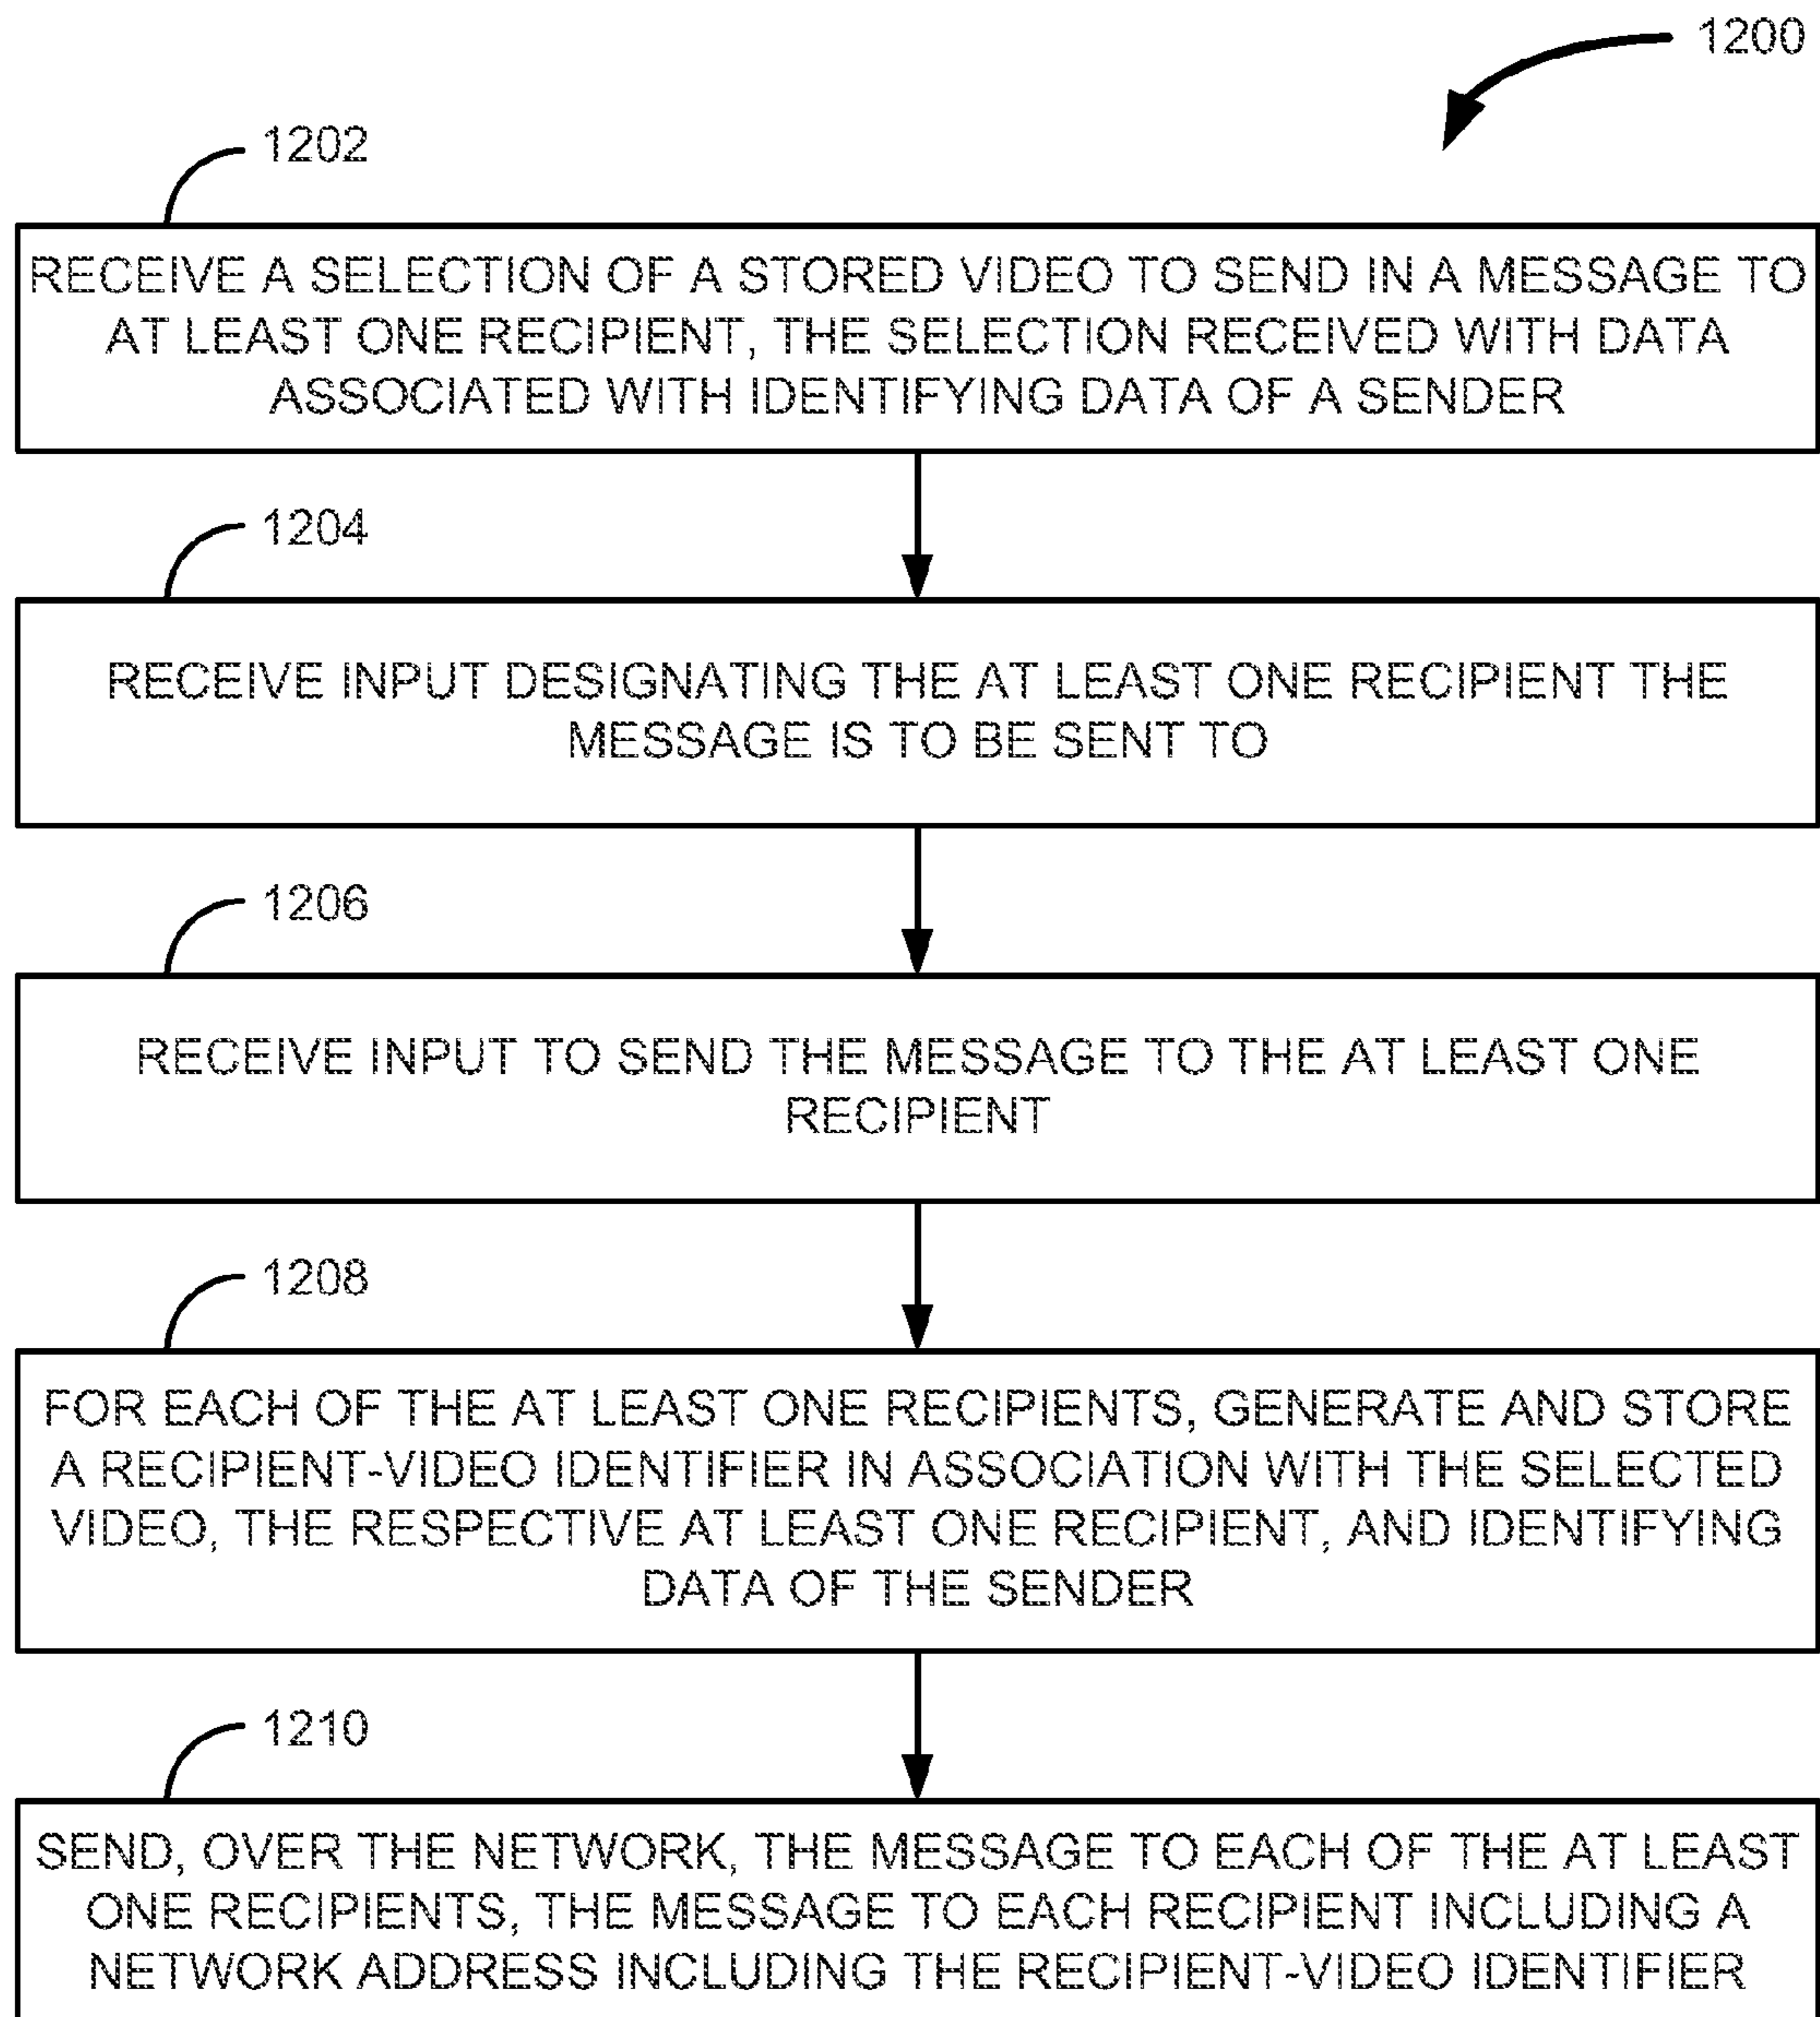 1200
1202
RECEIVE A SELECTION OF A STORED VIDEO TO SEND IN A MESSAGE TO
AT LEAST ONE RECIPIENT, THE SELECTION RECEIVED WITH DATA
ASSOCIATED WITH IDENTIFYING DATA OF A SENDER
1204
RECEIVE INPUT DESIGNATING THE AT LEAST ONE RECIPIENT THE
MESSAGE IS TO BE SENT TO
1206
RECEIVE INPUT TO SEND THE MESSAGE TO THE AT LEAST ONE
RECIPIENT
1208
FOR EACH OF THE AT LEAST ONE RECIPIENTS, GENERATE AND STORE
A RECIPIENT-VIDEO IDENTIFIER IN ASSOCIATION WITH THE SELECTED
VIDEO, THE RESPECTIVE AT LEAST ONE RECIPIENT, AND IDENTIFYING
DATA OF THE SENDER
1210
SEND, OVER THE NETWORK, THE MESSAGE TO EACH OF THE AT LEAST
ONE RECIPIENTS, THE MESSAGE TO EACH RECIPIENT INCLUDING A
NETWORK ADDRESS INCLUDING THE RECIPIENT-VIDEO IDENTIFIER